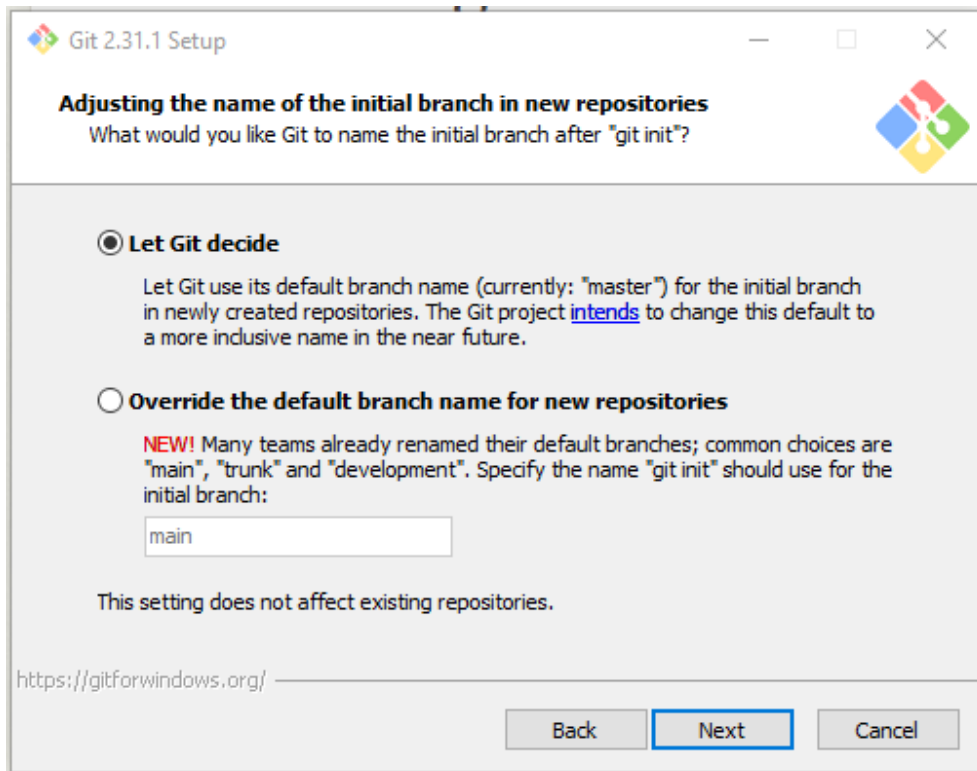 Git 2.31.1 Setup
Adjusting the name of the initial branch in new repositories
What would you like Git to name the initial branch after "git init"?
Let Git decide
Let Git use its default branch name (currently: "master") for the initial branch
in newly created repositories. The Git project intends to change this default to
a more inclusive name in the near future.
Override the default branch name for new repositories
NEW! Many teams already renamed their default branches; common choices are
"main", "trunk" and "development". Specify the name "git init" should use for the
initial branch:
main
This setting does not affect existing repositories.
https://gitforwindows.org/
Back Next Cancel